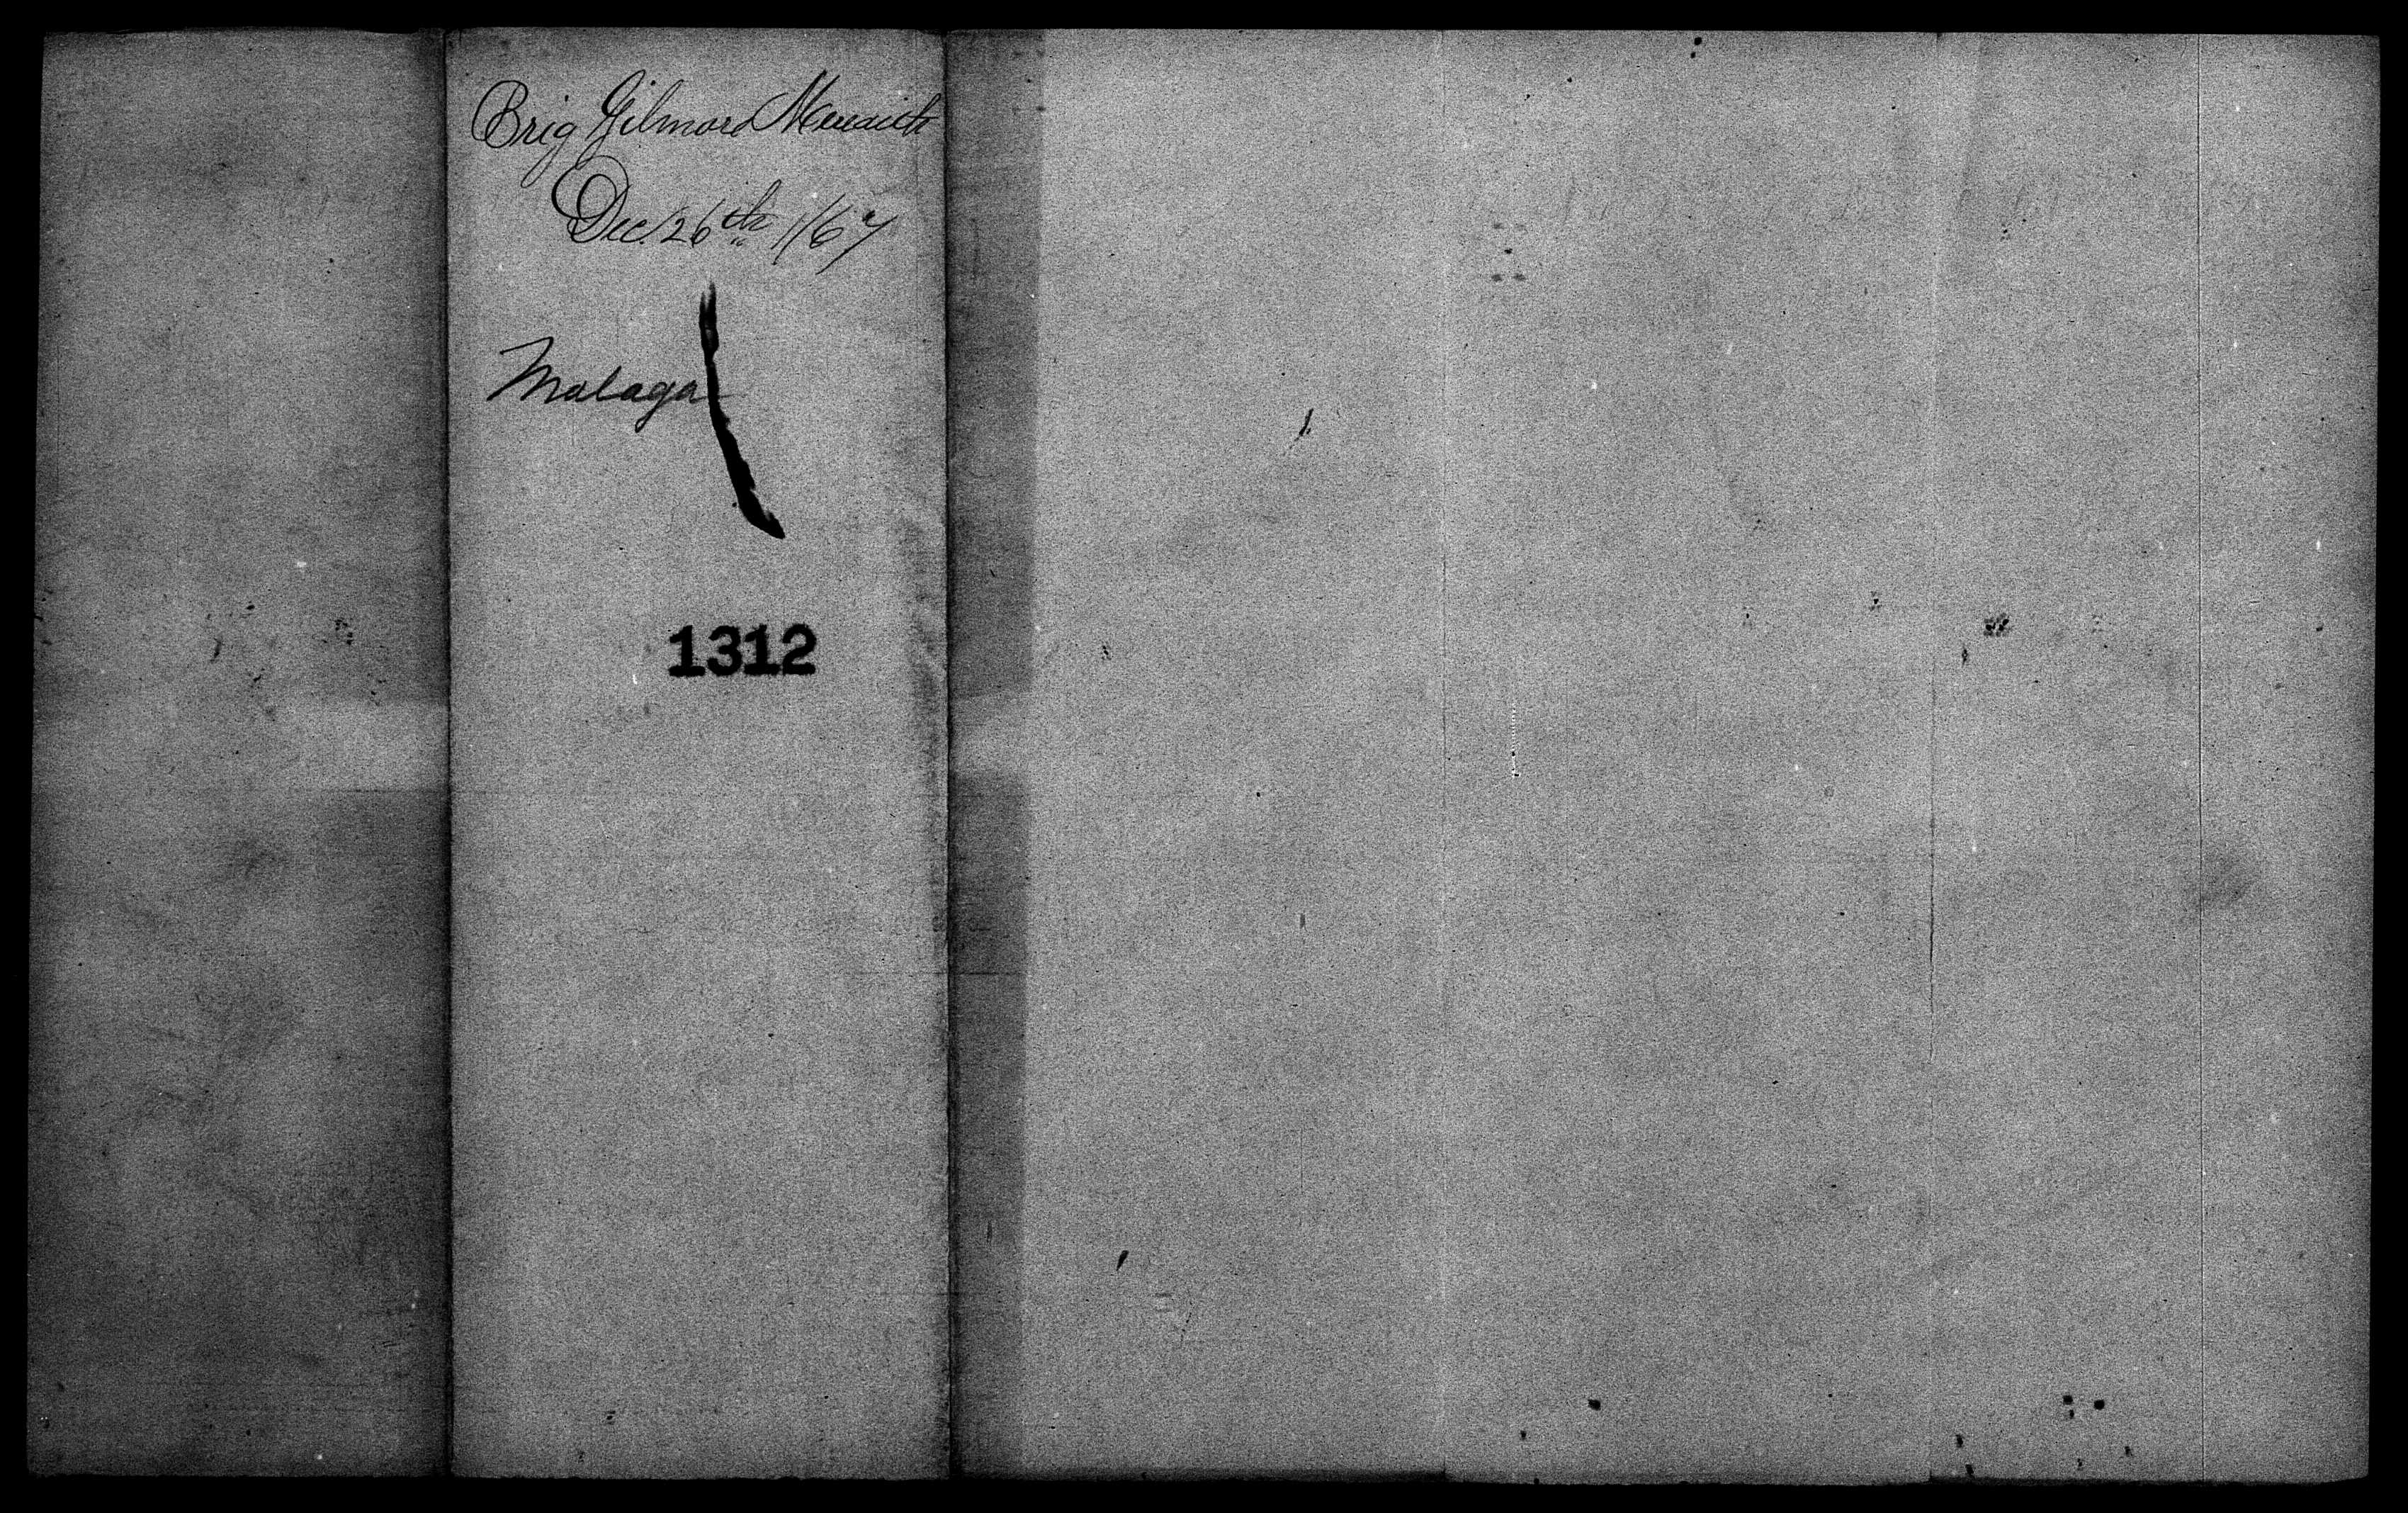 Brig Gilmore Meredith
Dec. 26th 1867
Malaga
1312